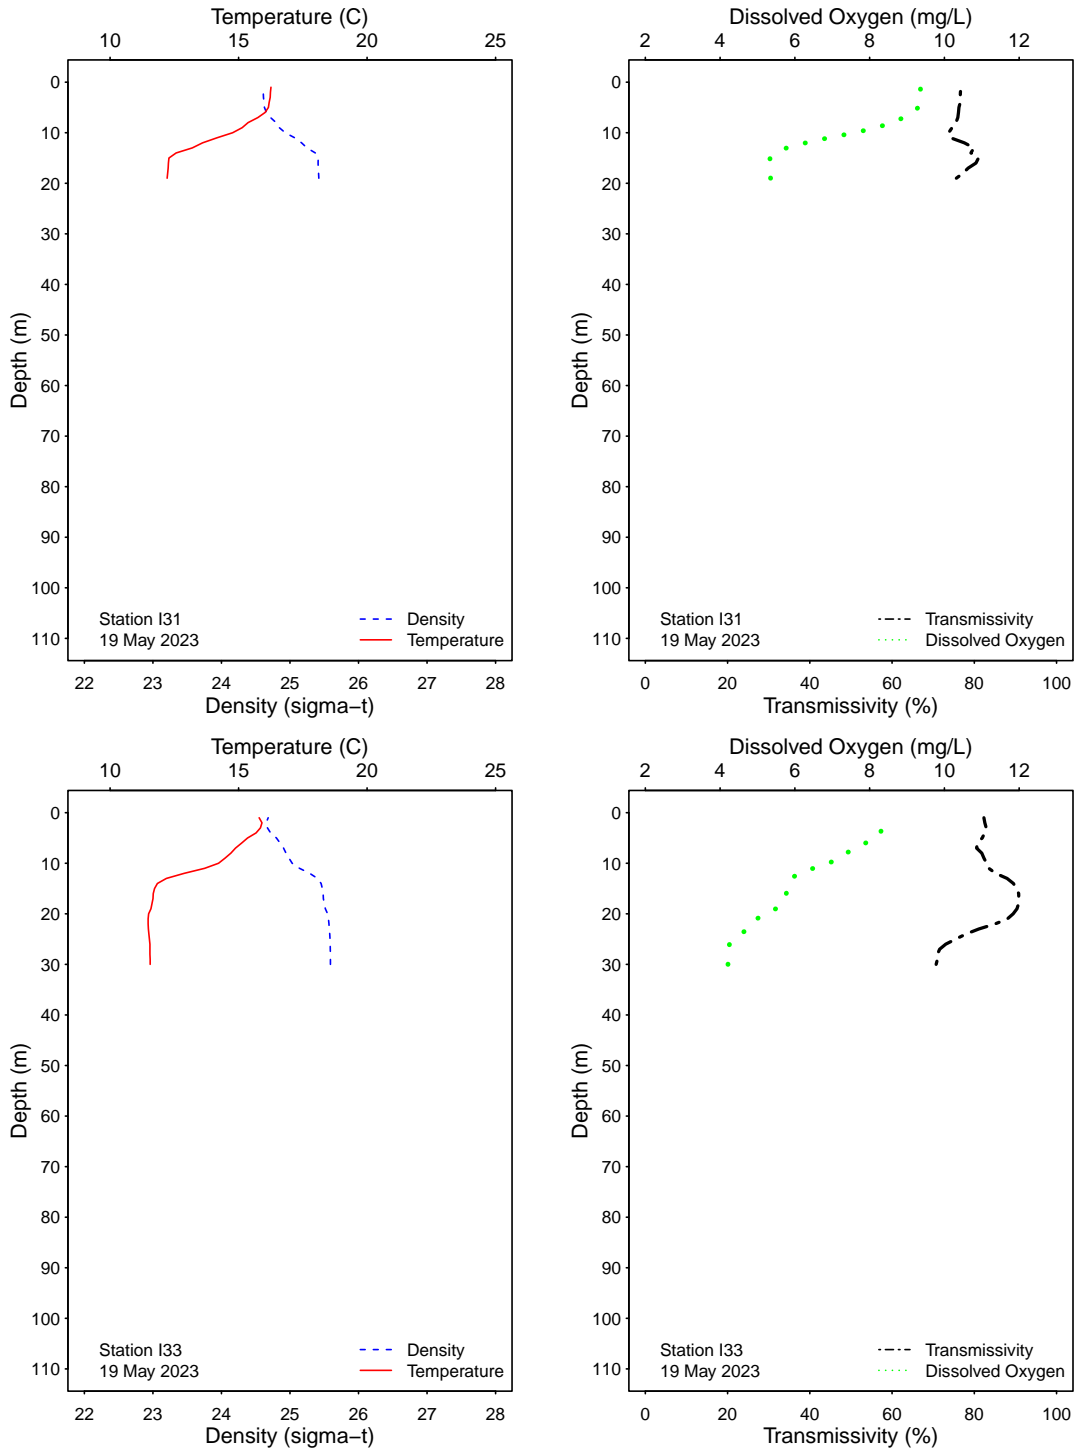 Temperature (C)
10 15 20 25
Depth (m)
0
10
20
30
40
50
60
70
80
90
100
110
Station I31
19 May 2023
Density
Temperature
22 23 24 25 26 27 28
Density (sigma−t)
Dissolved Oxygen (mg/L)
2 4 6 8 10 12
Depth (m)
0
10
20
30
40
50
60
70
80
90
100
110
Station I31
19 May 2023
Transmissivity
Dissolved Oxygen
0 20 40 60 80 100
Transmissivity (%)
Temperature (C)
10 15 20 25
Depth (m)
0
10
20
30
40
50
60
70
80
90
100
110
Station I33
19 May 2023
Density
Temperature
22 23 24 25 26 27 28
Density (sigma−t)
Dissolved Oxygen (mg/L)
2 4 6 8 10 12
Depth (m)
0
10
20
30
40
50
60
70
80
90
100
110
Station I33
19 May 2023
Transmissivity
Dissolved Oxygen
0 20 40 60 80 100
Transmissivity (%)